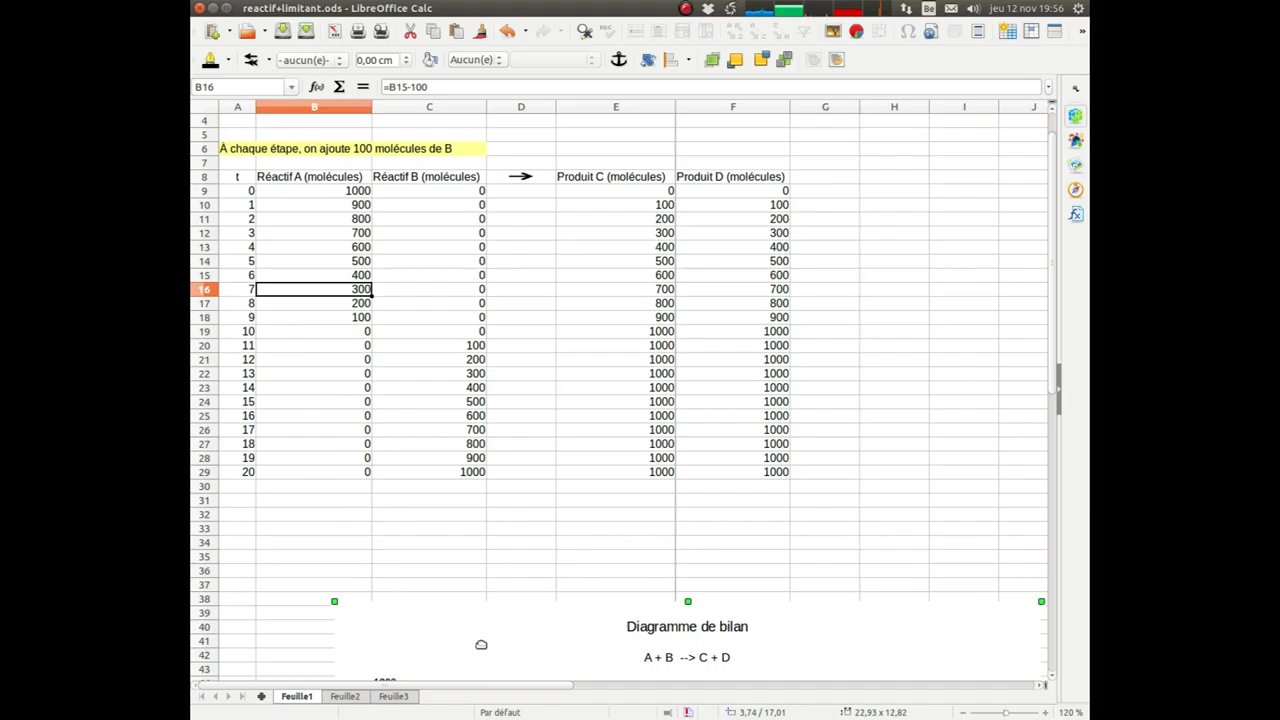 reactif+limitant.ods - LibreOffice Calc
Be jeu 12 nov 19:56
- aucun(e)- 0,00 cm Aucun(e)
B16 =B15-100
A B C D E F G H I J
4
5
6 À chaque étape, on ajoute 100 molécules de B
7
8 t Réactif A (molécules) Réactif B (molécules) → Produit C (molécules) Produit D (molécules)
9 0 1000 0 0 0
10 1 900 0 100 100
11 2 800 0 200 200
12 3 700 0 300 300
13 4 600 0 400 400
14 5 500 0 500 500
15 6 400 0 600 600
16 7 300 0 700 700
17 8 200 0 800 800
18 9 100 0 900 900
19 10 0 0 1000 1000
20 11 0 100 1000 1000
21 12 0 200 1000 1000
22 13 0 300 1000 1000
23 14 0 400 1000 1000
24 15 0 500 1000 1000
25 16 0 600 1000 1000
26 17 0 700 1000 1000
27 18 0 800 1000 1000
28 19 0 900 1000 1000
29 20 0 1000 1000 1000
30
31
32
33
34
35
36
37
38
39
40 Diagramme de bilan
41
42 A + B --> C + D
43
Feuille1 Feuille2 Feuille3
Par défaut 3,74 / 17,01 22,93 x 12,82 120 %